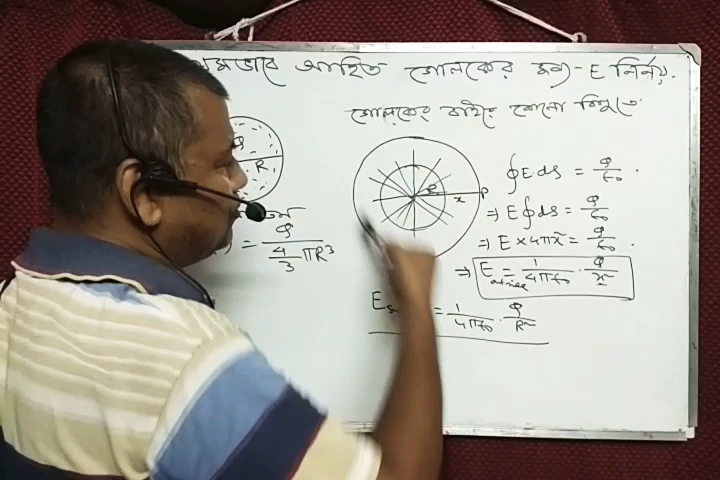 সমভাবে আহিত গোলকের জন্য - E নির্নয়.
গোলকের বাইরে কোনো বিন্দুতে
Q
R
R
x
P
∮E ds = Q/ε₀
⇒ E∮ds = Q/ε₀
⇒ E × 4πx² = Q/ε₀
= Q / (4/3 πR³)
⇒ E = 1/4πε₀ · Q/x²
= 1/4πε₀ · Q/R²